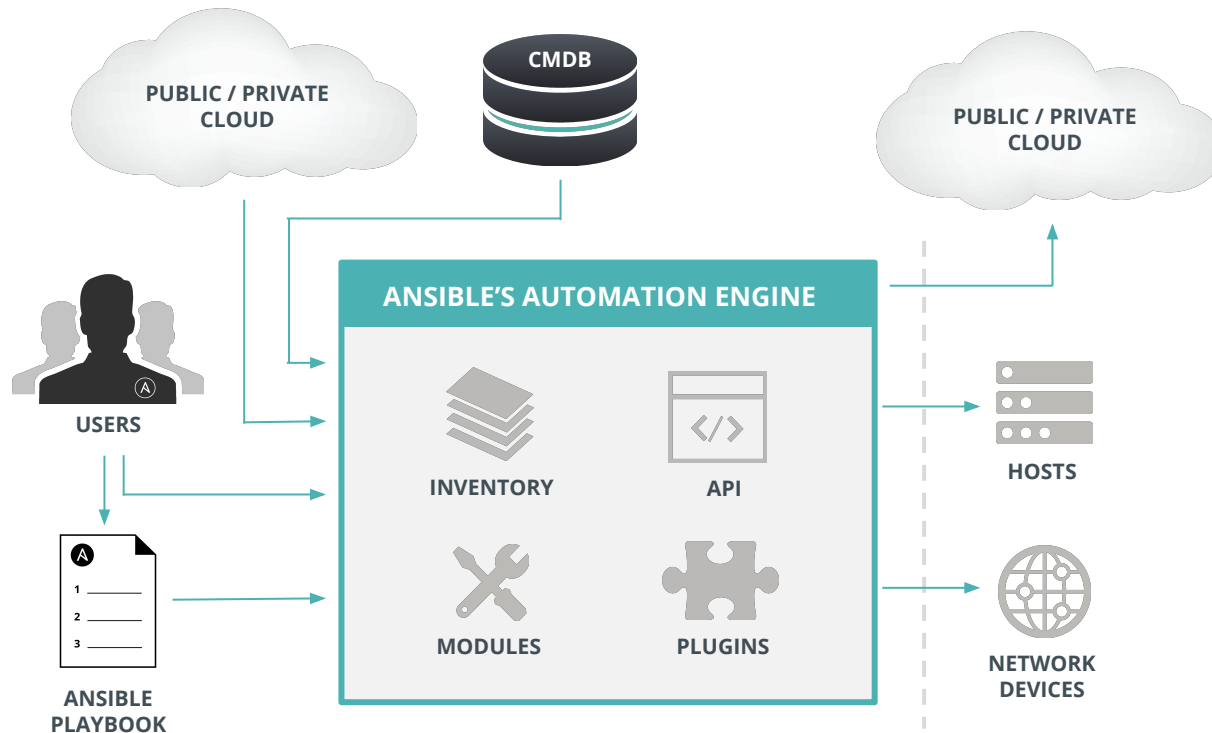 PUBLIC / PRIVATE
CLOUD
CMDB
PUBLIC / PRIVATE
CLOUD
ANSIBLE’S AUTOMATION ENGINE
USERS
INVENTORY
</>
API
HOSTS
1
2
3
MODULES
PLUGINS
NETWORK
DEVICES
ANSIBLE
PLAYBOOK